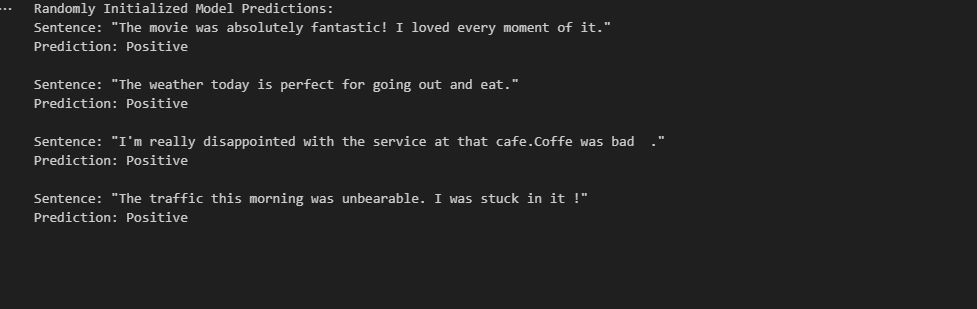 ... Randomly Initialized Model Predictions:
Sentence: "The movie was absolutely fantastic! I loved every moment of it."
Prediction: Positive
Sentence: "The weather today is perfect for going out and eat."
Prediction: Positive
Sentence: "I'm really disappointed with the service at that cafe.Coffe was bad  ."
Prediction: Positive
Sentence: "The traffic this morning was unbearable. I was stuck in it !"
Prediction: Positive